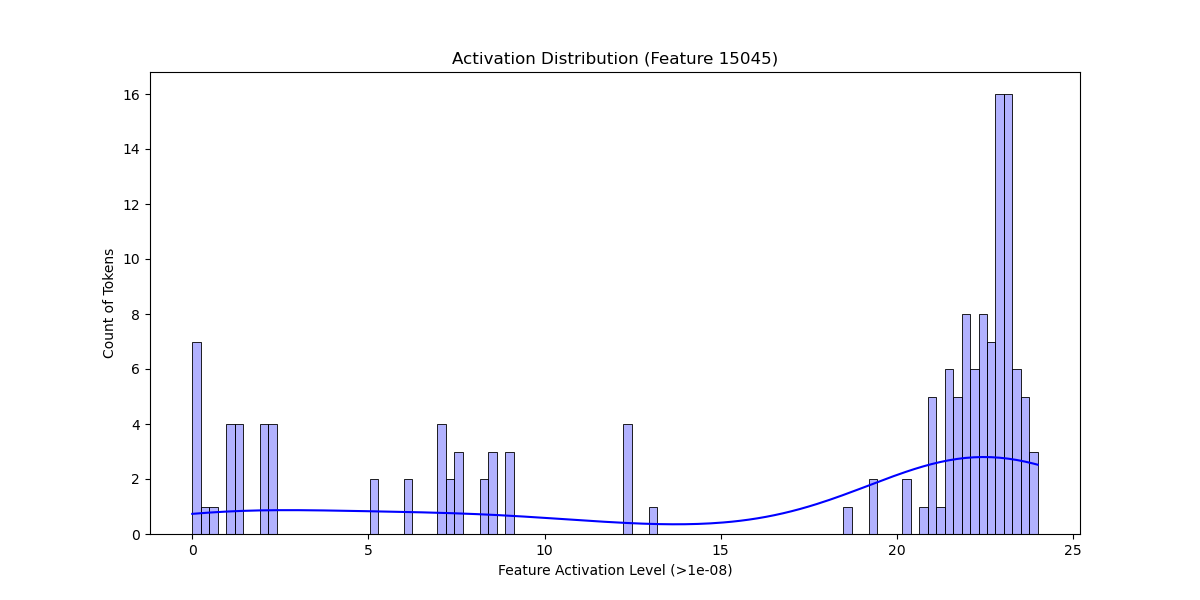 Activation Distribution (Feature 15045)
16
14
12
10
8
6
4
2
0
Count of Tokens
0 5 10 15 20 25
Feature Activation Level (>1e-08)